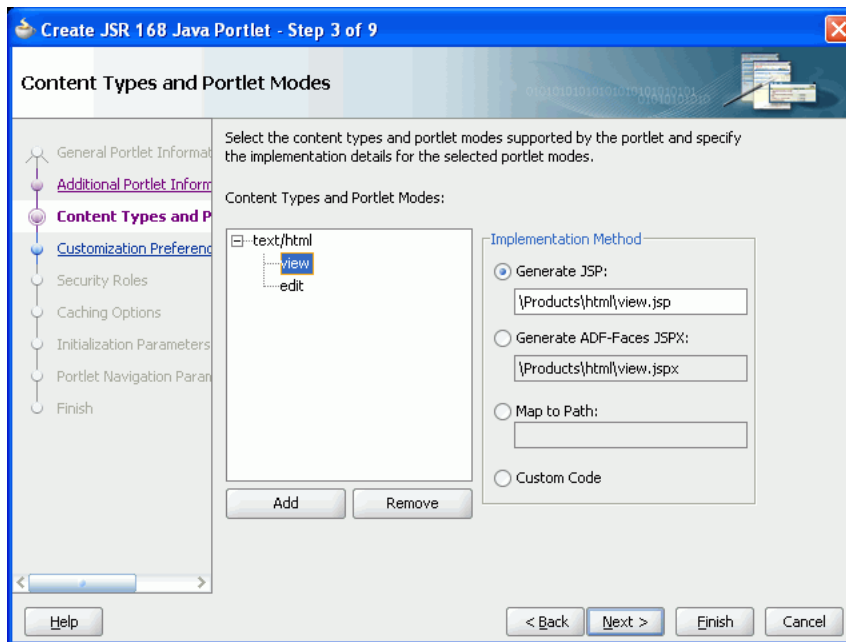 Create JSR 168 Java Portlet - Step 3 of 9
Content Types and Portlet Modes
010101010101010101010101
01010101010
General Portlet Informat
Additional Portlet Inform
Content Types and P
Customization Preferenc
Security Roles
Caching Options
Initialization Parameters
Portlet Navigation Paran
Finish
Select the content types and portlet modes supported by the portlet and specify
the implementation details for the selected portlet modes.
Content Types and Portlet Modes:
text/html
view
edit
Add
Remove
Implementation Method
Generate JSP:
\Products\html\view.jsp
Generate ADF-Faces JSPX:
\Products\html\view.jspx
Map to Path:
Custom Code
Help
< Back
Next >
Finish
Cancel